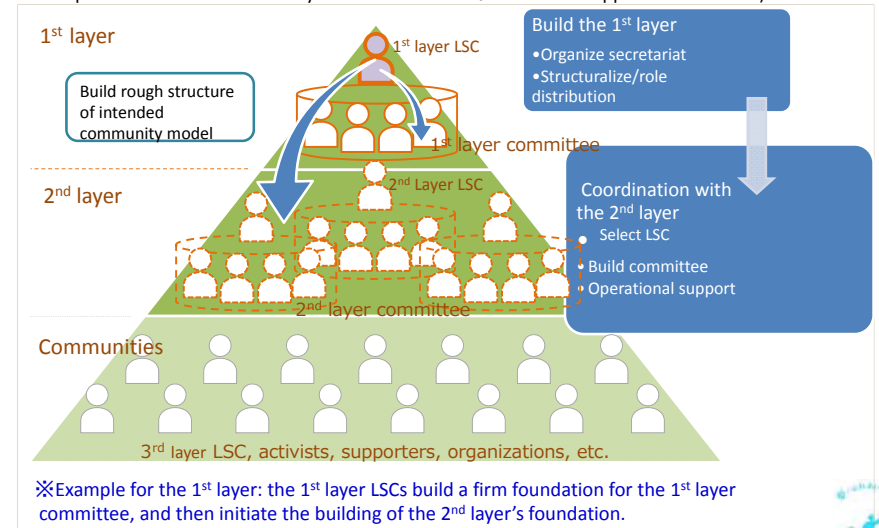 1st layer
1st layer LSC
Build rough structure
of intended
community model
1st layer committee
Build the 1st layer
•Organize secretariat
•Structuralize/role
distribution
2nd layer
2nd Layer LSC
2nd layer committee
Coordination with
the 2nd layer
• Select LSC
• Build committee
• Operational support
Communities
3rd layer LSC, activists, supporters, organizations, etc.
※Example for the 1st layer: the 1st layer LSCs build a firm foundation for the 1st layer
committee, and then initiate the building of the 2nd layer’s foundation.